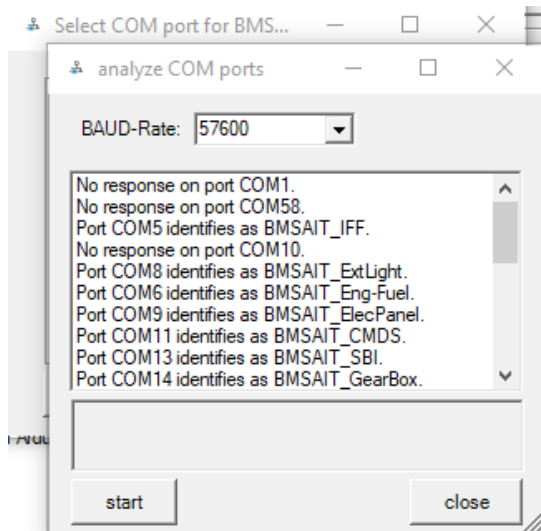 Select COM port for BMS...
analyze COM ports
BAUD-Rate: 57600
No response on port COM1.
No response on port COM58.
Port COM5 identifies as BMSAIT_IFF.
No response on port COM10.
Port COM8 identifies as BMSAIT_ExtLight.
Port COM6 identifies as BMSAIT_Eng-Fuel.
Port COM9 identifies as BMSAIT_ElecPanel.
Port COM11 identifies as BMSAIT_CMDS.
Port COM13 identifies as BMSAIT_SBI.
Port COM14 identifies as BMSAIT_GearBox.
start close